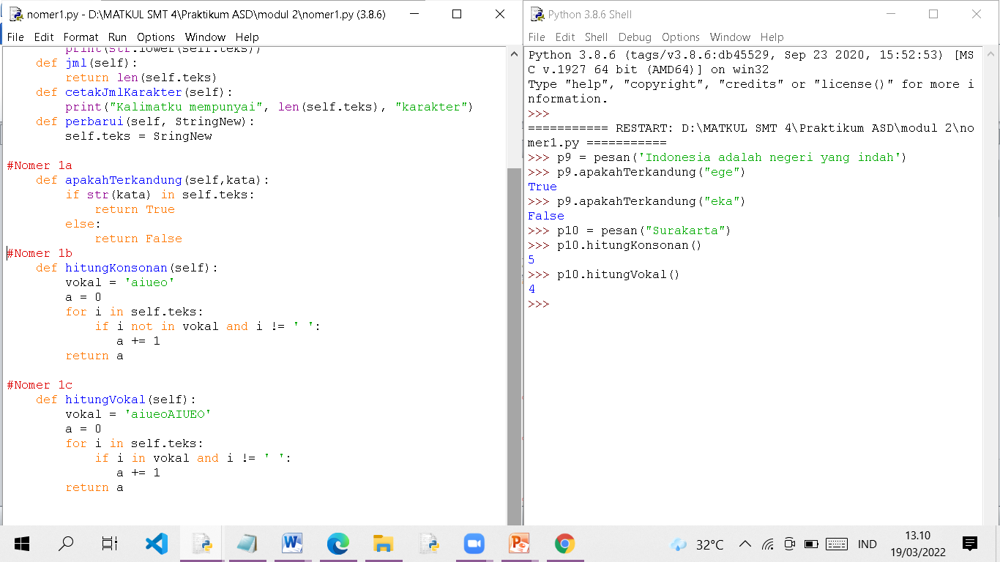 nomer1.py - D:\MATKUL SMT 4\Praktikum ASD\modul 2\nomer1.py (3.8.6)
File Edit Format Run Options Window Help
print(str.lower(self.teks))
def jml(self):
return len(self.teks)
def cetakJmlKarakter(self):
print("Kalimatku mempunyai", len(self.teks), "karakter")
def perbarui(self, StringNew):
self.teks = SringNew
#Nomer 1a
def apakahTerkandung(self,kata):
if str(kata) in self.teks:
return True
else:
return False
#Nomer 1b
def hitungKonsonan(self):
vokal = 'aiueo'
a = 0
for i in self.teks:
if i not in vokal and i != ' ':
a += 1
return a
#Nomer 1c
def hitungVokal(self):
vokal = 'aiueoAIUEO'
a = 0
for i in self.teks:
if i in vokal and i != ' ':
a += 1
return a
Python 3.8.6 Shell
File Edit Shell Debug Options Window Help
Python 3.8.6 (tags/v3.8.6:db45529, Sep 23 2020, 15:52:53) [MS
C v.1927 64 bit (AMD64)] on win32
Type "help", "copyright", "credits" or "license()" for more i
nformation.
>>>
=========== RESTART: D:\MATKUL SMT 4\Praktikum ASD\modul 2\no
mer1.py ===========
>>> p9 = pesan('Indonesia adalah negeri yang indah')
>>> p9.apakahTerkandung("ege")
True
>>> p9.apakahTerkandung("eka")
False
>>> p10 = pesan("Surakarta")
>>> p10.hitungKonsonan()
5
>>> p10.hitungVokal()
4
>>>
32°C
IND
13.10
19/03/2022